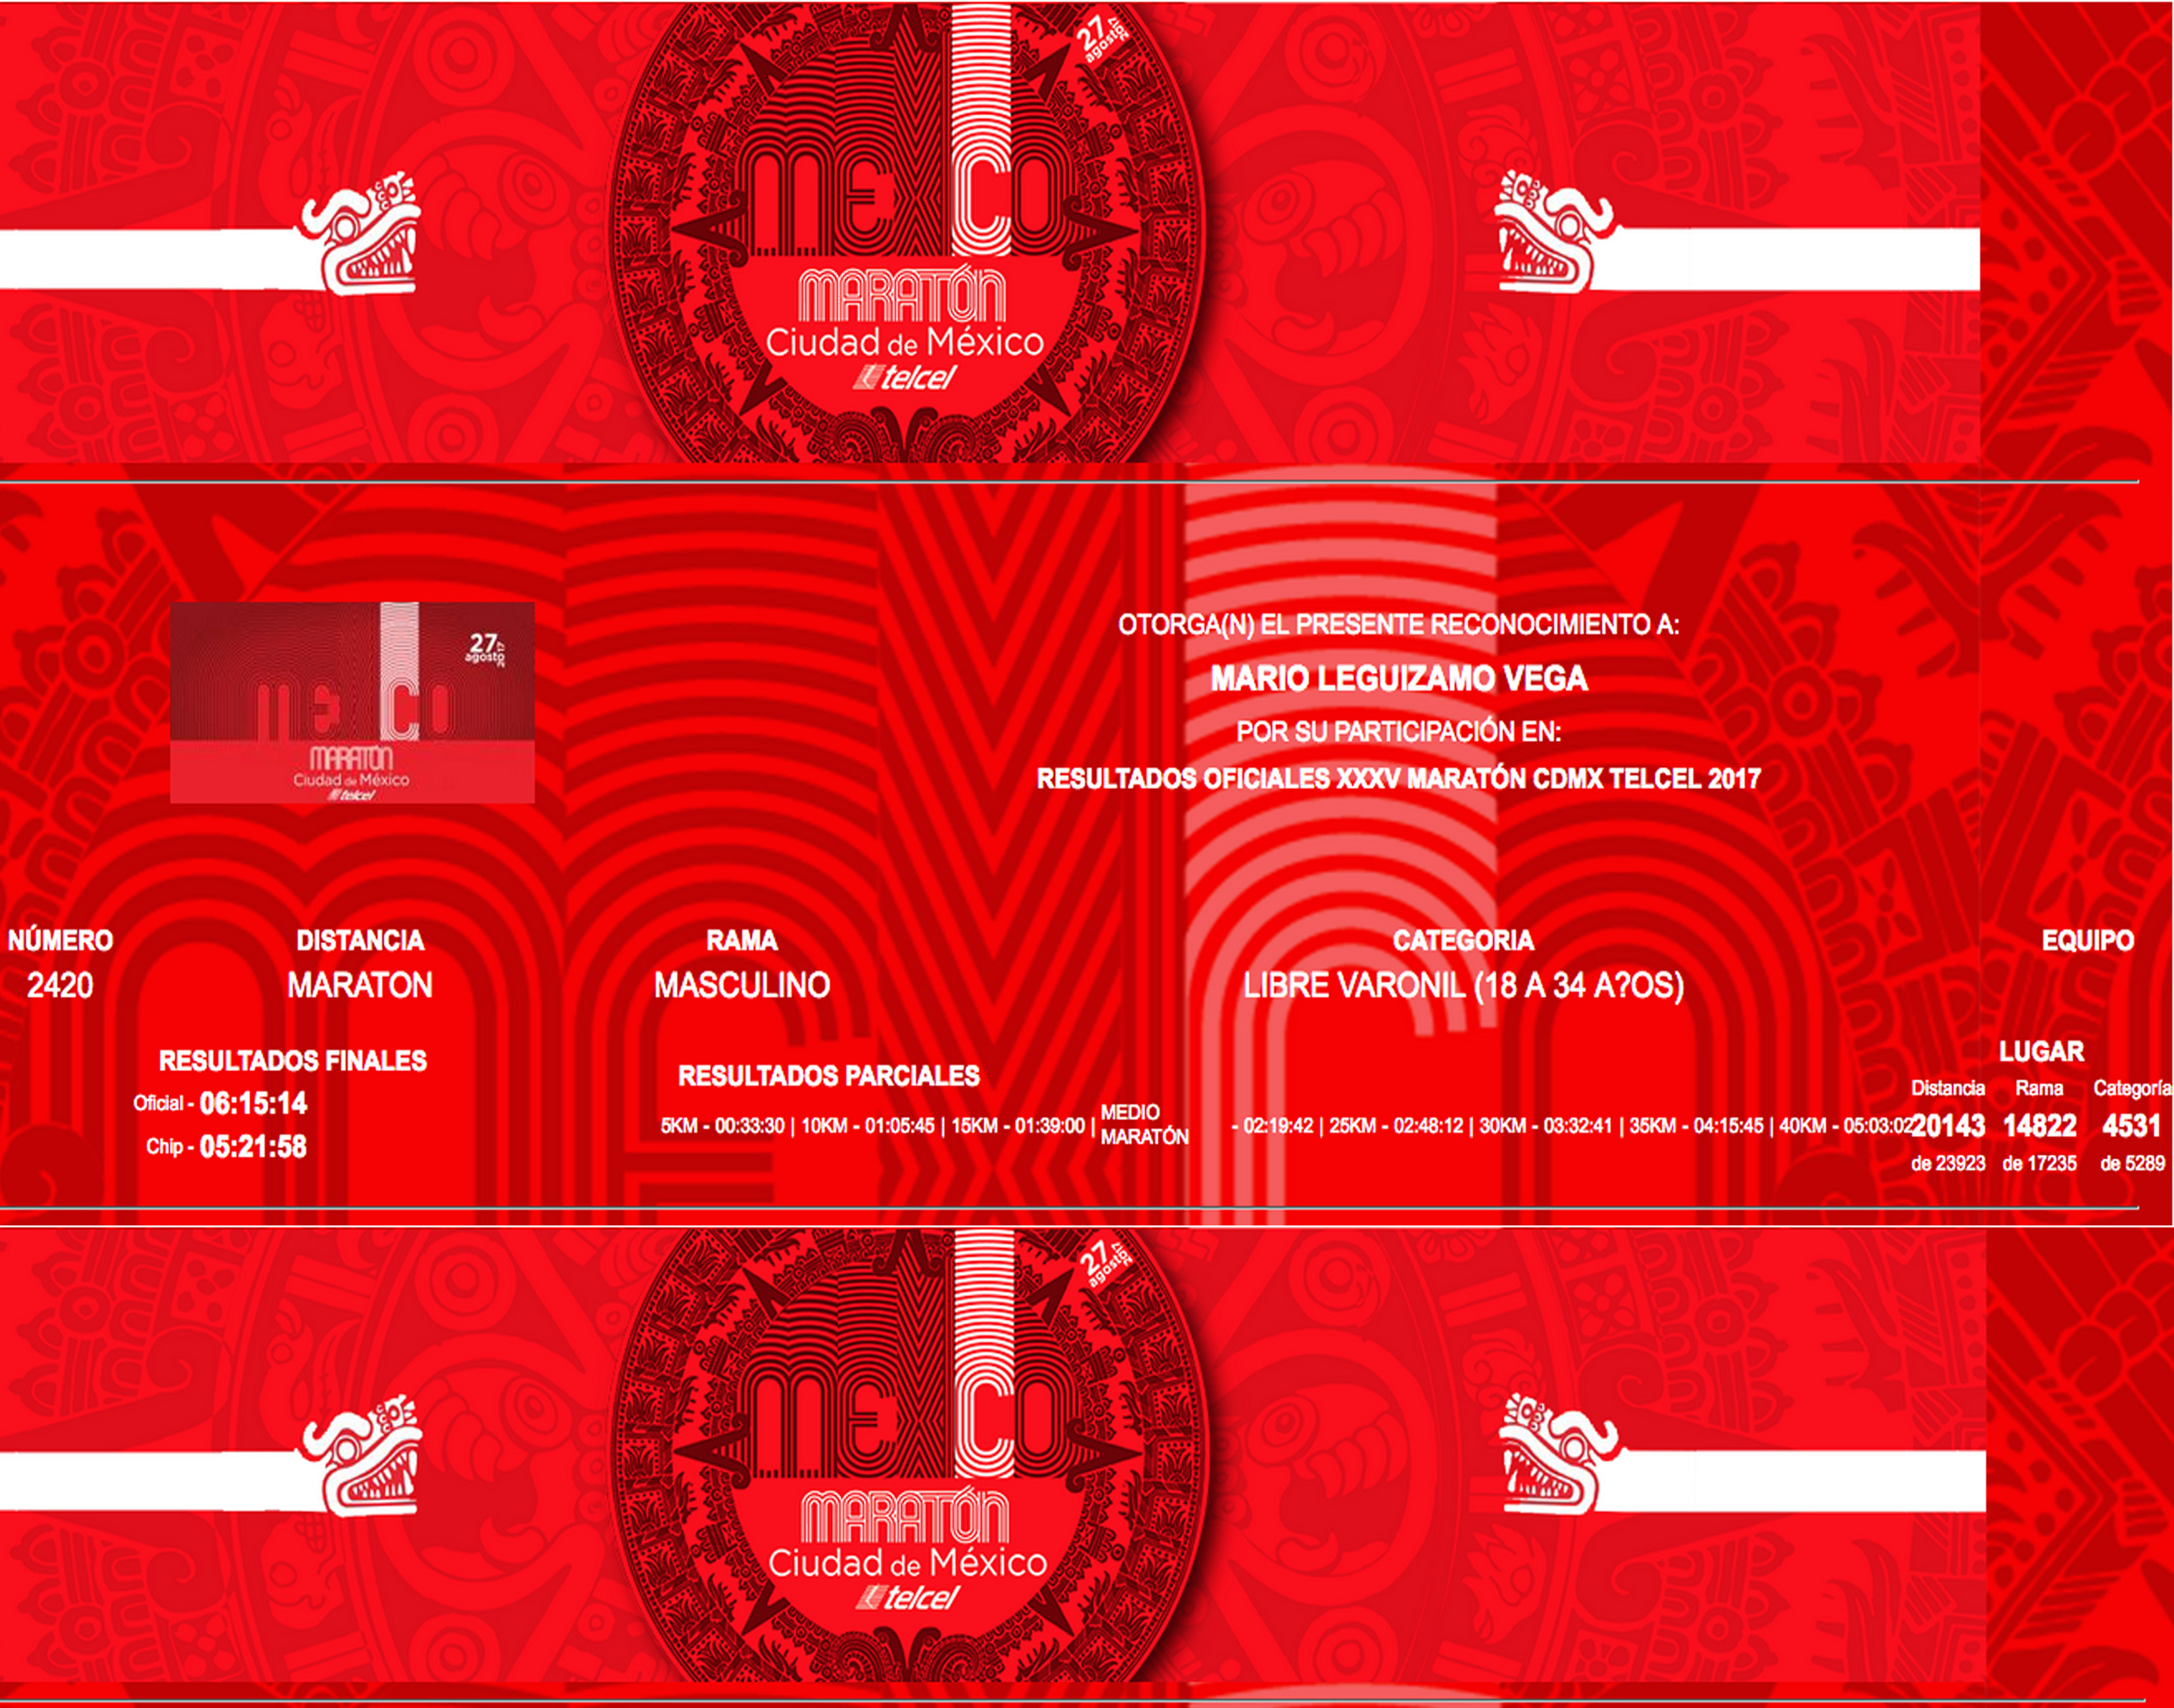 27
agosto
2017
MEXICO
MARATÓN
Ciudad de México
telcel
27
agosto
2017
MEXICO
MARATÓN
Ciudad de México
telcel
OTORGA(N) EL PRESENTE RECONOCIMIENTO A:
MARIO LEGUIZAMO VEGA
POR SU PARTICIPACIÓN EN:
RESULTADOS OFICIALES XXXV MARATÓN CDMX TELCEL 2017
NÚMERO DISTANCIA RAMA CATEGORIA EQUIPO
2420 MARATON MASCULINO LIBRE VARONIL (18 A 34 A?OS)
RESULTADOS FINALES
Oficial - 06:15:14
Chip - 05:21:58
RESULTADOS PARCIALES
5KM - 00:33:30 | 10KM - 01:05:45 | 15KM - 01:39:00 | MEDIO MARATÓN - 02:19:42 | 25KM - 02:48:12 | 30KM - 03:32:41 | 35KM - 04:15:45 | 40KM - 05:03:02
LUGAR
Distancia Rama Categoría
20143 14822 4531
de 23923 de 17235 de 5289
27
agosto
2017
MEXICO
MARATÓN
Ciudad de México
telcel